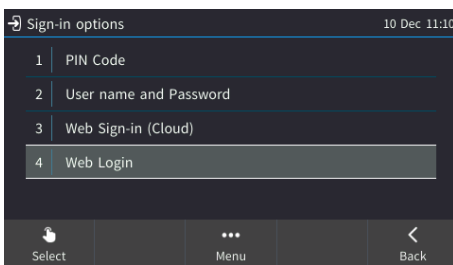 Sign-in options
10 Dec 11:10
1 PIN Code
2 User name and Password
3 Web Sign-in (Cloud)
4 Web Login
Select
Menu
Back